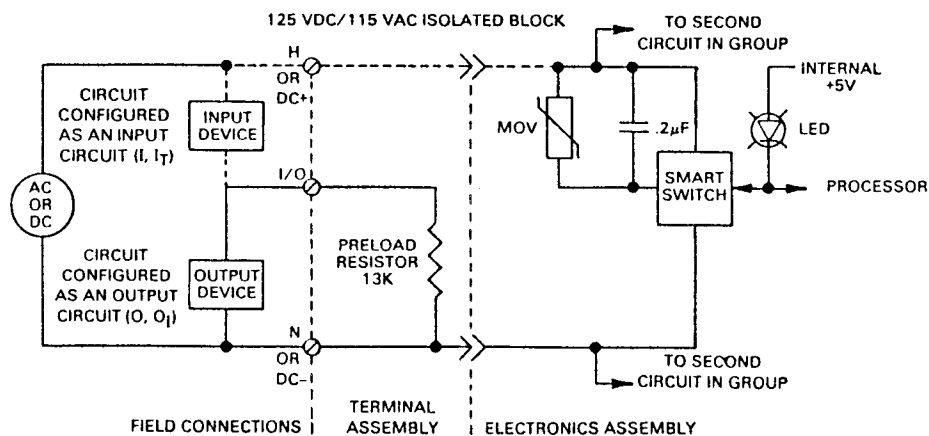 125 VDC/115 VAC ISOLATED BLOCK
TO SECOND
CIRCUIT IN GROUP
H
OR
DC+
INTERNAL
+5V
CIRCUIT
CONFIGURED
AS AN INPUT
CIRCUIT (I, IT)
INPUT
DEVICE
MOV
.2µF
LED
I/O
SMART
SWITCH
PROCESSOR
AC
OR
DC
PRELOAD
RESISTOR
13K
CIRCUIT
CONFIGURED
AS AN OUTPUT
CIRCUIT (O, OI)
OUTPUT
DEVICE
N
OR
DC–
TO SECOND
CIRCUIT IN GROUP
FIELD CONNECTIONS
TERMINAL
ASSEMBLY
ELECTRONICS ASSEMBLY